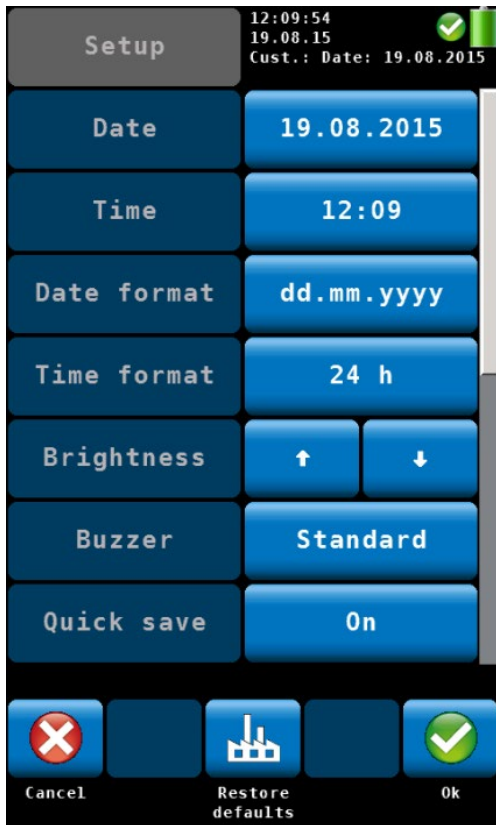 Setup
12:09:54
19.08.15
Cust.: Date: 19.08.2015
Date
19.08.2015
Time
12:09
Date format
dd.mm.yyyy
Time format
24 h
Brightness
Buzzer
Standard
Quick save
On
Cancel
Restore
defaults
Ok